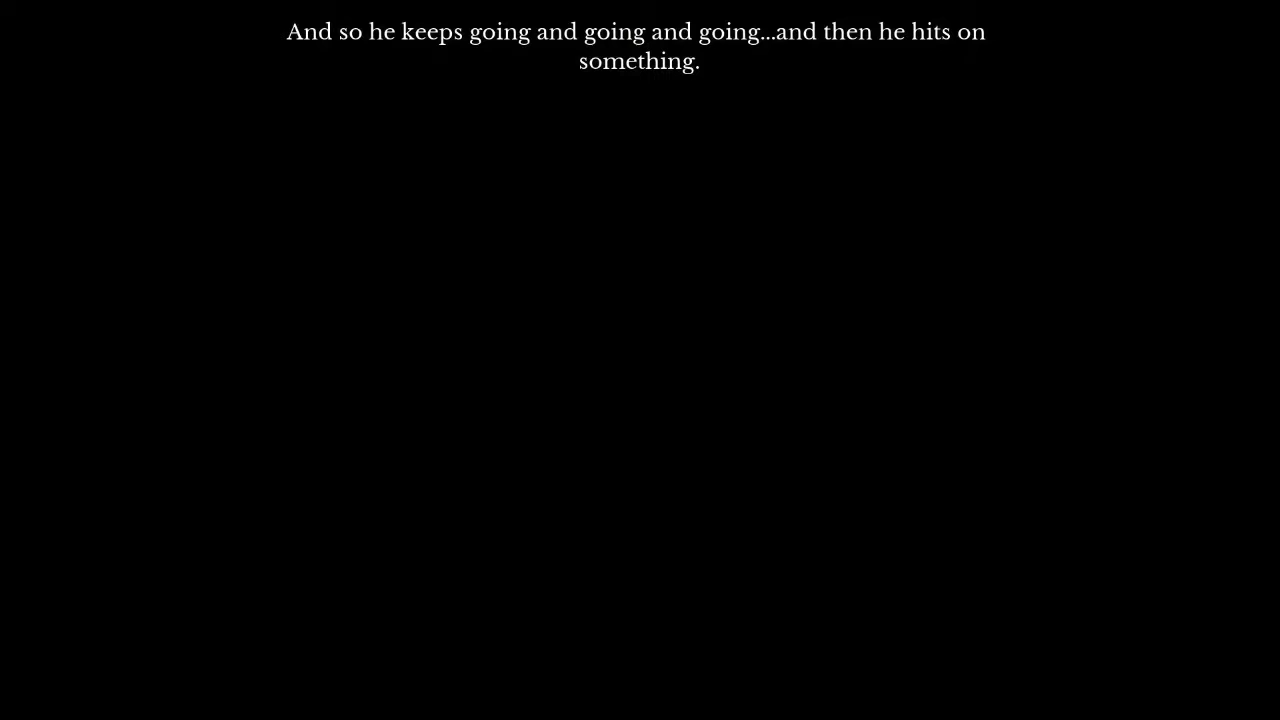 And so he keeps going and going and going...and then he hits on
something.